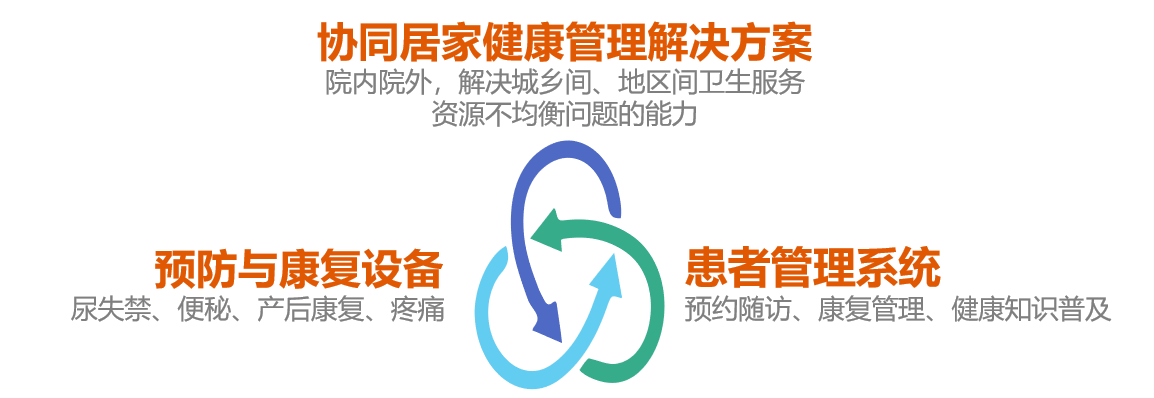 协同居家健康管理解决方案
院内院外，解决城乡间、地区间卫生服务
资源不均衡问题的能力
预防与康复设备
尿失禁、便秘、产后康复、疼痛
患者管理系统
预约随访、康复管理、健康知识普及